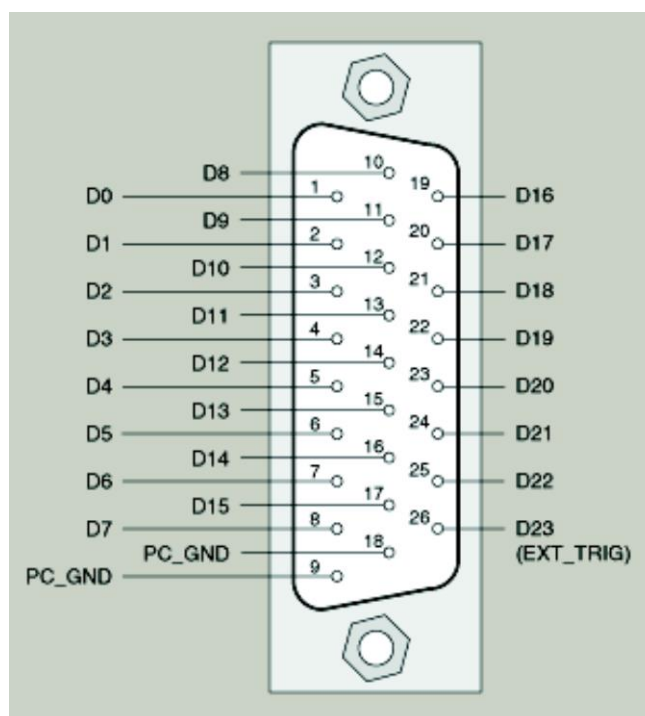 D8 10
D0 1 19 D16
D9 11
D1 2 20 D17
D10 12
D2 3 21 D18
D11 13
D3 4 22 D19
D12 14
D4 5 23 D20
D13 15
D5 6 24 D21
D14 16
D6 7 25 D22
D15 17
D7 8 26 D23
PC_GND 18 (EXT_TRIG)
PC_GND 9